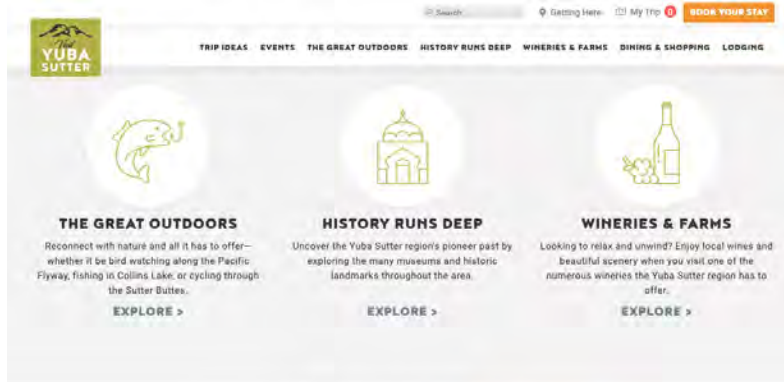 Search
Getting Here
My Trip 0
BOOK YOUR STAY
Visit
YUBA
SUTTER
TRIP IDEAS EVENTS THE GREAT OUTDOORS HISTORY RUNS DEEP WINERIES & FARMS DINING & SHOPPING LODGING
THE GREAT OUTDOORS
Reconnect with nature and all it has to offer—
whether it be bird watching along the Pacific
Flyway, fishing in Collins Lake, or cycling through
the Sutter Buttes.
EXPLORE >
HISTORY RUNS DEEP
Uncover the Yuba Sutter region's pioneer past by
exploring the many museums and historic
landmarks throughout the area.
EXPLORE >
WINERIES & FARMS
Looking to relax and unwind? Enjoy local wines and
beautiful scenery when you visit one of the
numerous wineries the Yuba Sutter region has to
offer.
EXPLORE >